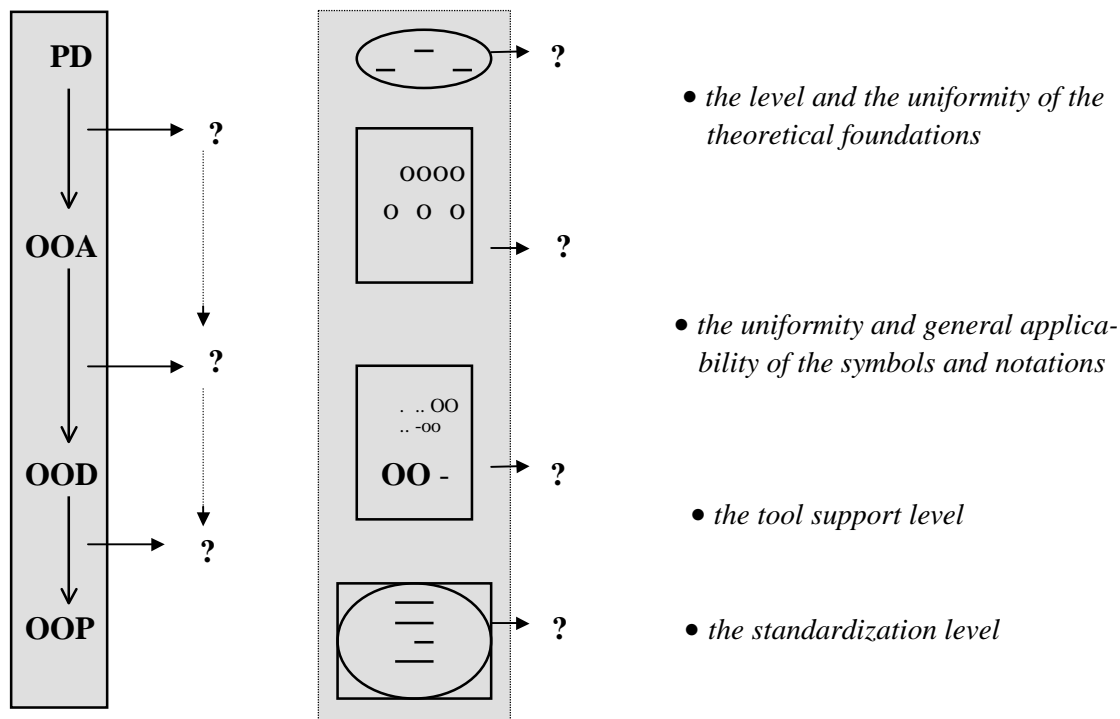 PD
?
OOA
?
OOD
?
OOP
?
OOOO
O O O
?
. .. OO
.. -oo
OO -
?
?
• the level and the uniformity of the
theoretical foundations
• the uniformity and general applica-
bility of the symbols and notations
• the tool support level
• the standardization level